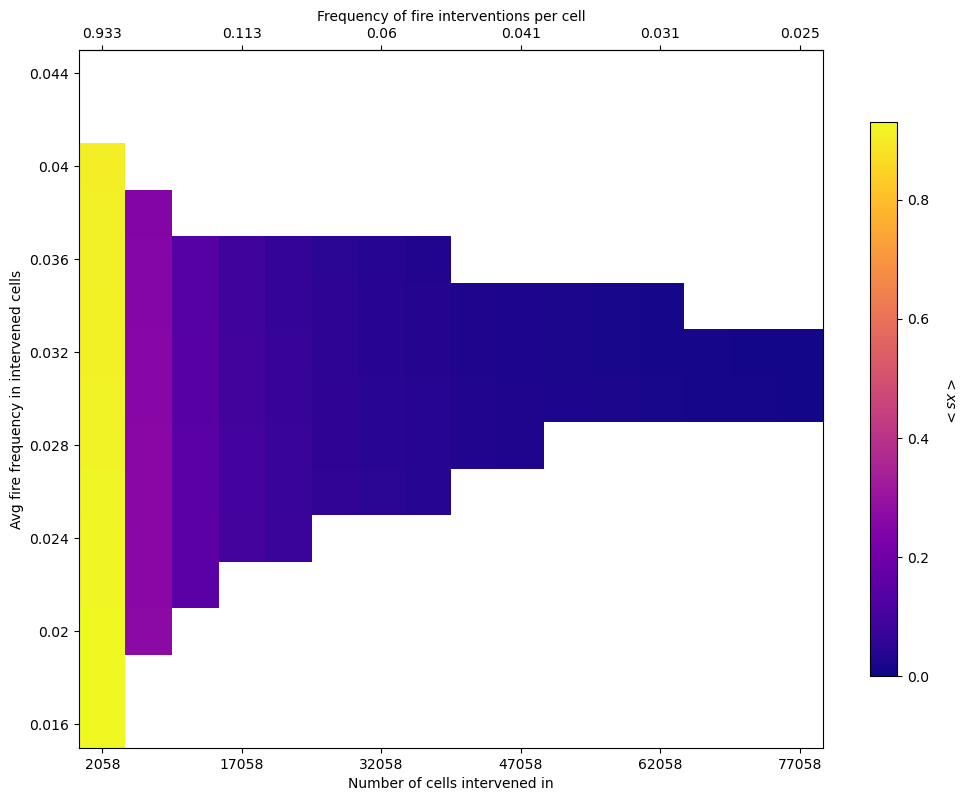 Frequency of fire interventions per cell
0.933 0.113 0.06 0.041 0.031 0.025
0.044
0.04
0.036
0.032
0.028
0.024
0.02
0.016
Avg fire frequency in intervened cells
2058 17058 32058 47058 62058 77058
Number of cells intervened in
0.8
0.6
0.4
0.2
0.0
< xs >